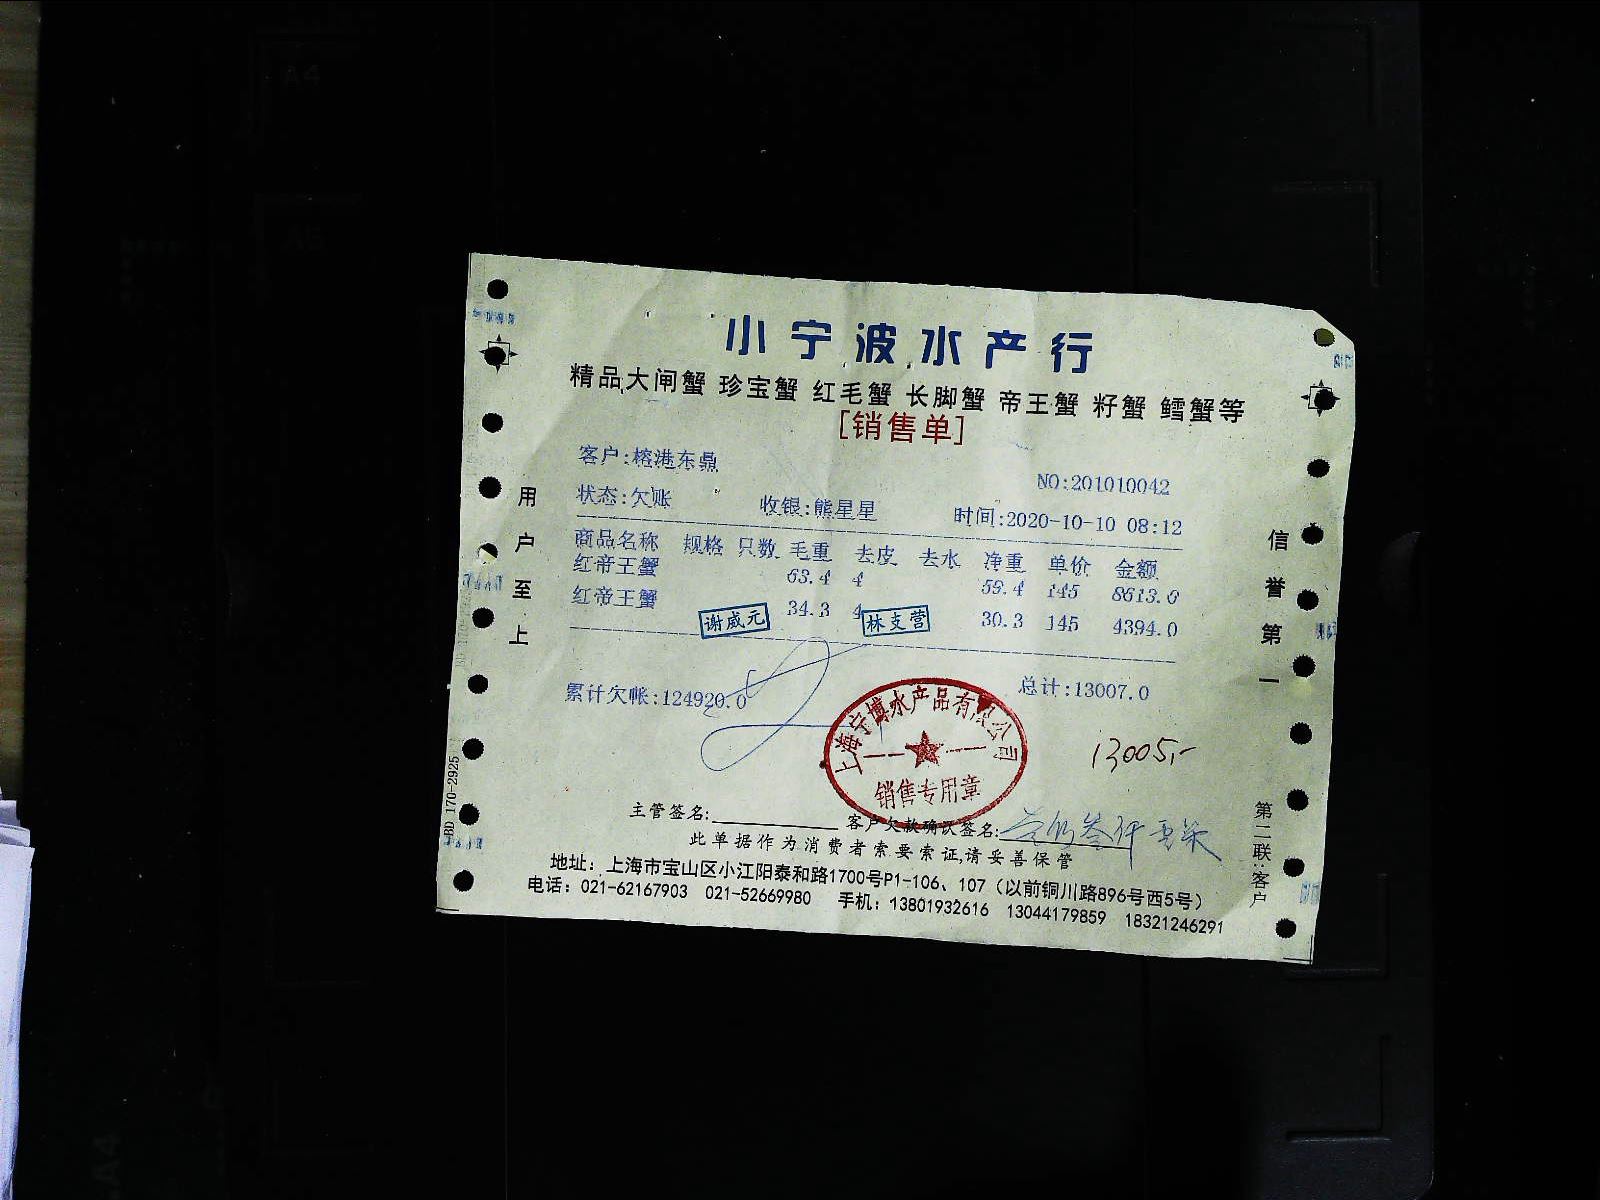 小宁波水产行
精品大闸蟹 珍宝蟹 红毛蟹 长脚蟹 帝王蟹 籽蟹 鳕蟹等
[销售单]
客户:榕港东鼎
NO:201010042
状态:欠账 收银:熊星星 时间:2020-10-10 08:12
商品名称 规格 只数 毛重 去皮 去水 净重 单价 金额
红帝王蟹 63.4 4 59.4 145 8613.0
红帝王蟹 34.3 4 30.3 145 4394.0
谢威元 林支营
累计欠帐:124920.0 总计:13007.0
上海宁博水产品有限公司
销售专用章
13005,-
主管签名: 客户欠款确认签名:
此单据作为消费者索要索证,请妥善保管
地址：上海市宝山区小江阳泰和路1700号P1-106、107（以前铜川路896号西5号）
电话：021-62167903 021-52669980 手机：13801932616 13044179859 18321246291
用户至上
信誉第一
第二联:客户
BD 170-2925
A4
A5
A4